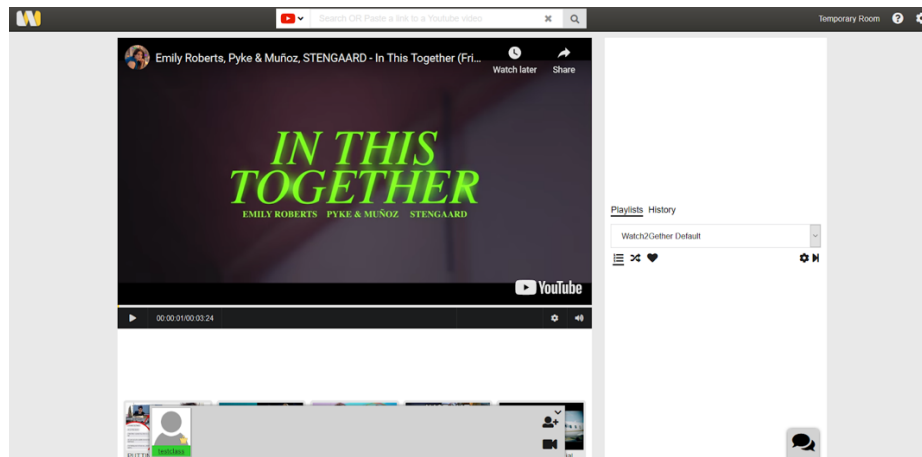 Search OR Paste a link to a Youtube video
Temporary Room
Emily Roberts, Pyke & Muñoz, STENGAARD - In This Together (Fri...
Watch later
Share
IN THIS
TOGETHER
EMILY ROBERTS PYKE & MUÑOZ STENGAARD
YouTube
00:00:01/00:03:24
Playlists History
Watch2Gether Default